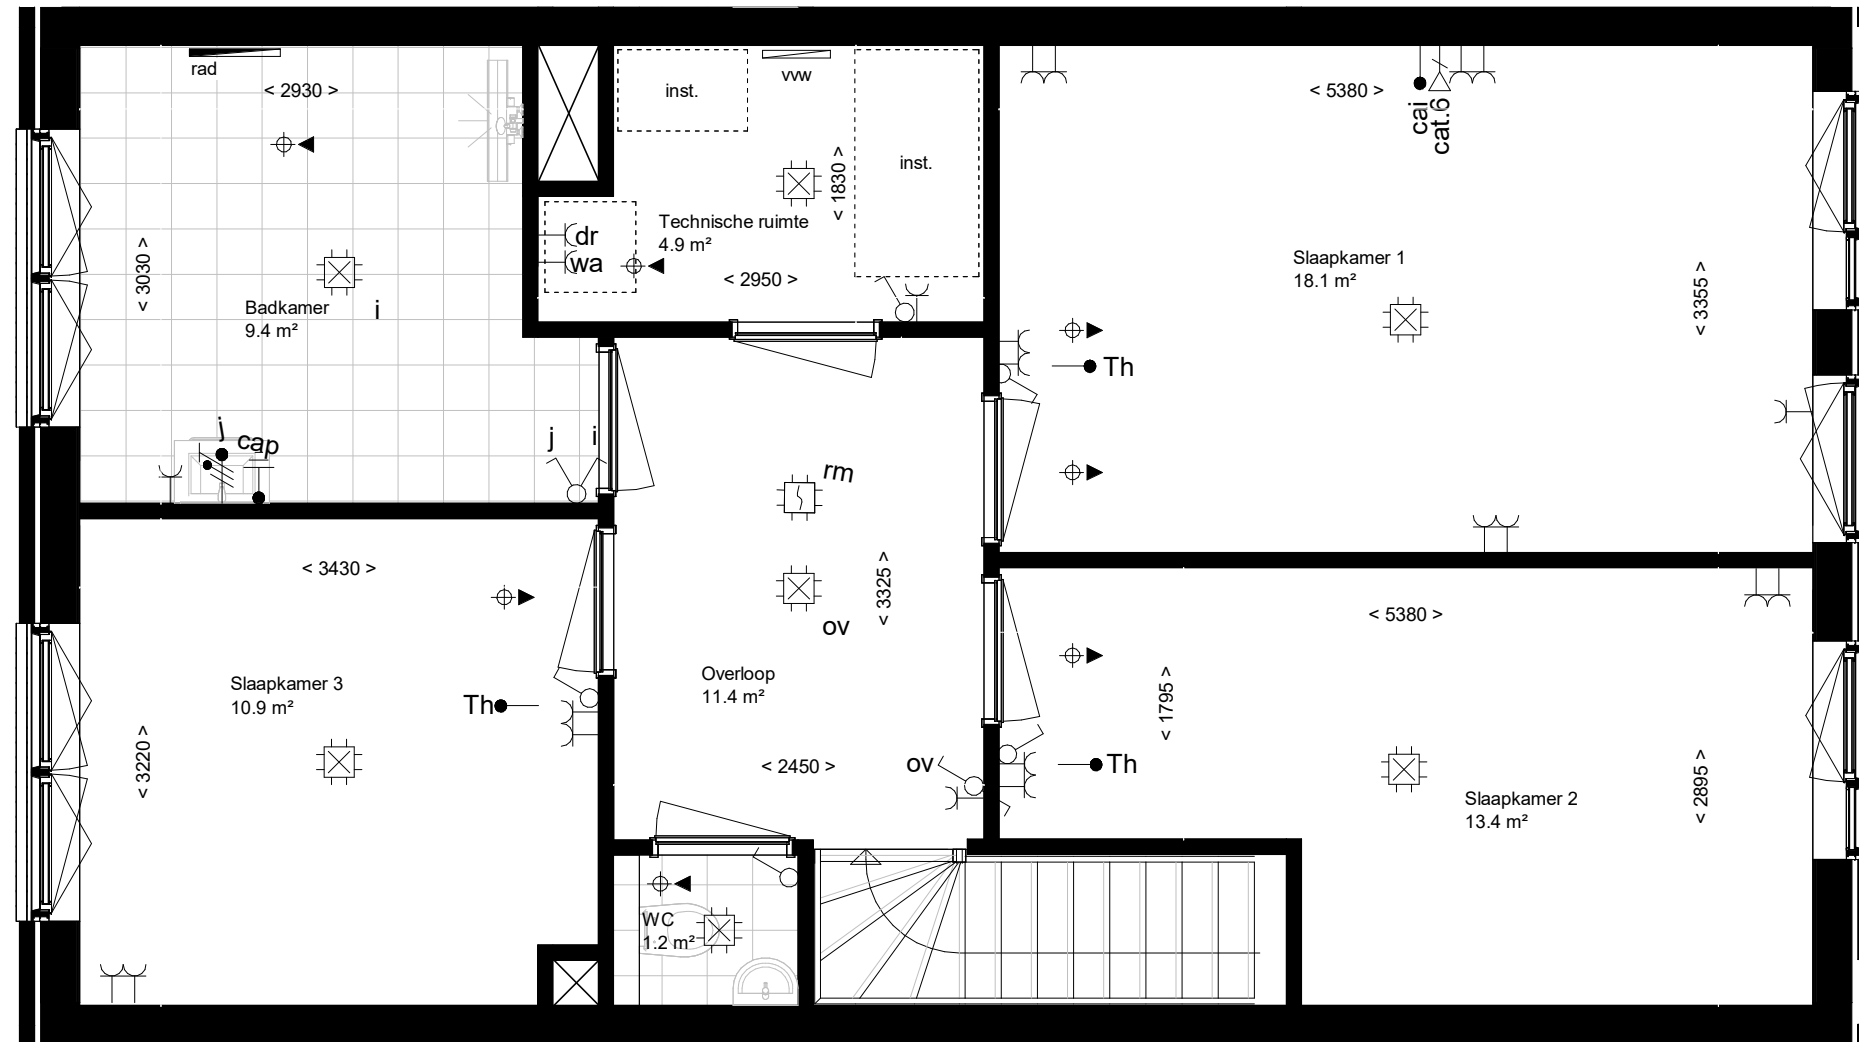 rad
< 2930 >
inst.
vvw
inst.
< 1830 >
< 5380 >
cai
cat.6
Technische ruimte
4.9 m²
dr
wa
< 2950 >
< 3030 >
Badkamer
9.4 m²
i
Slaapkamer 1
18.1 m²
< 3355 >
Th
j
cap
j
i
rm
< 3430 >
< 3325 >
ov
< 5380 >
Overloop
11.4 m²
Slaapkamer 3
10.9 m²
Th
< 3220 >
< 2450 >
ov
Th
< 1795 >
Slaapkamer 2
13.4 m²
< 2895 >
WC
1.2 m²